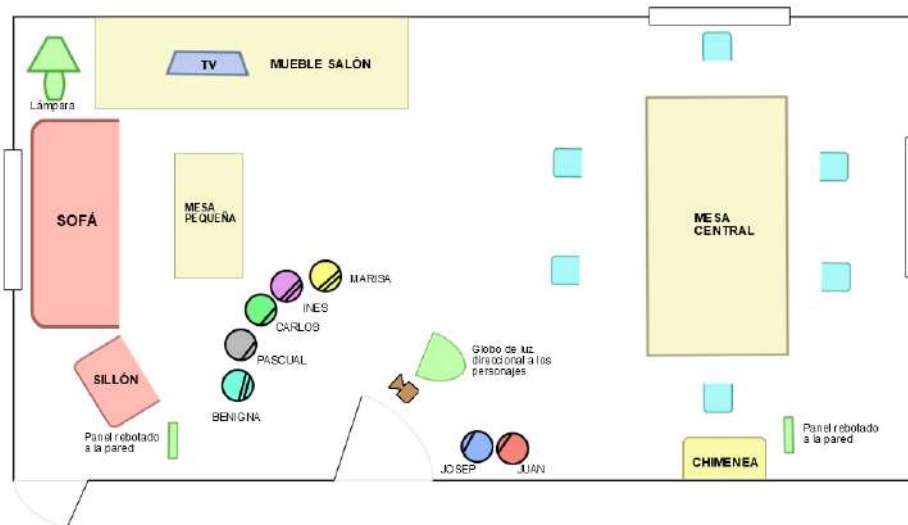 TV
MUEBLE SALÓN
Lámpara
SOFÁ
MESA
PEQUEÑA
MESA
CENTRAL
MARISA
INES
CARLOS
PASCUAL
BENIGNA
Globo de luz
direccional a los
personajes
SILLÓN
Panel rebotado
a la pared
JOSEP
JUAN
CHIMENEA
Panel rebotado
a la pared